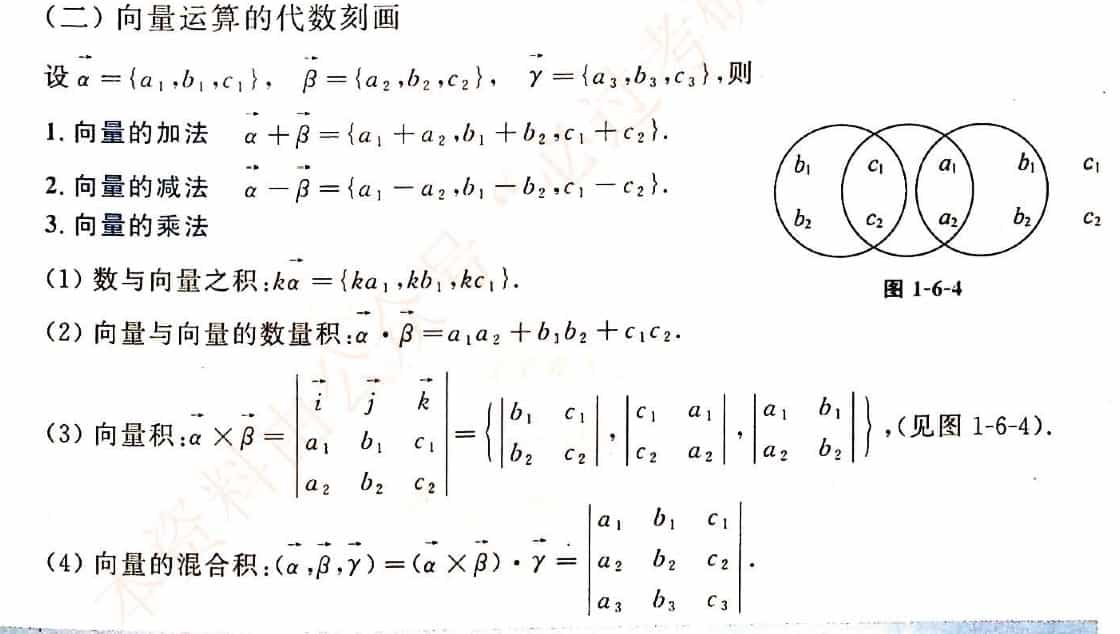 （二）向量运算的代数刻画
设 $\vec{\alpha}=\{a_1,b_1,c_1\}$， $\vec{\beta}=\{a_2,b_2,c_2\}$， $\vec{\gamma}=\{a_3,b_3,c_3\}$，则
1. 向量的加法 $\vec{\alpha}+\vec{\beta}=\{a_1+a_2,b_1+b_2,c_1+c_2\}$.
2. 向量的减法 $\vec{\alpha}-\vec{\beta}=\{a_1-a_2,b_1-b_2,c_1-c_2\}$.
3. 向量的乘法
(1) 数与向量之积：$k\vec{\alpha}=\{ka_1,kb_1,kc_1\}$.
(2) 向量与向量的数量积：$\vec{\alpha}\cdot\vec{\beta}=a_1a_2+b_1b_2+c_1c_2$.
(3) 向量积：$\vec{\alpha}\times\vec{\beta}=\begin{vmatrix}\vec{i}&\vec{j}&\vec{k}\\a_1&b_1&c_1\\a_2&b_2&c_2\end{vmatrix}=\left\{\begin{vmatrix}b_1&c_1\\b_2&c_2\end{vmatrix},\begin{vmatrix}c_1&a_1\\c_2&a_2\end{vmatrix},\begin{vmatrix}a_1&b_1\\a_2&b_2\end{vmatrix}\right\}$，(见图 1-6-4).
(4) 向量的混合积：$(\vec{\alpha},\vec{\beta},\vec{\gamma})=(\vec{\alpha}\times\vec{\beta})\cdot\vec{\gamma}=\begin{vmatrix}a_1&b_1&c_1\\a_2&b_2&c_2\\a_3&b_3&c_3\end{vmatrix}$.
$b_1$ $c_1$ $a_1$ $b_1$ $c_1$
$b_2$ $c_2$ $a_2$ $b_2$ $c_2$
图 1-6-4